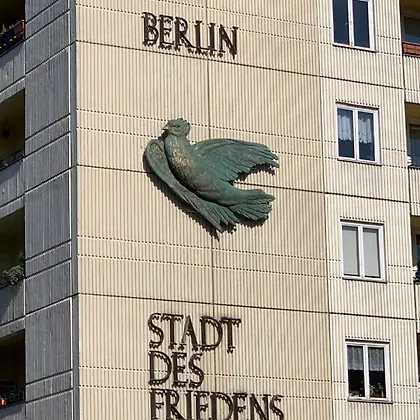 BERLIN
STADT
DES
FRIEDENS